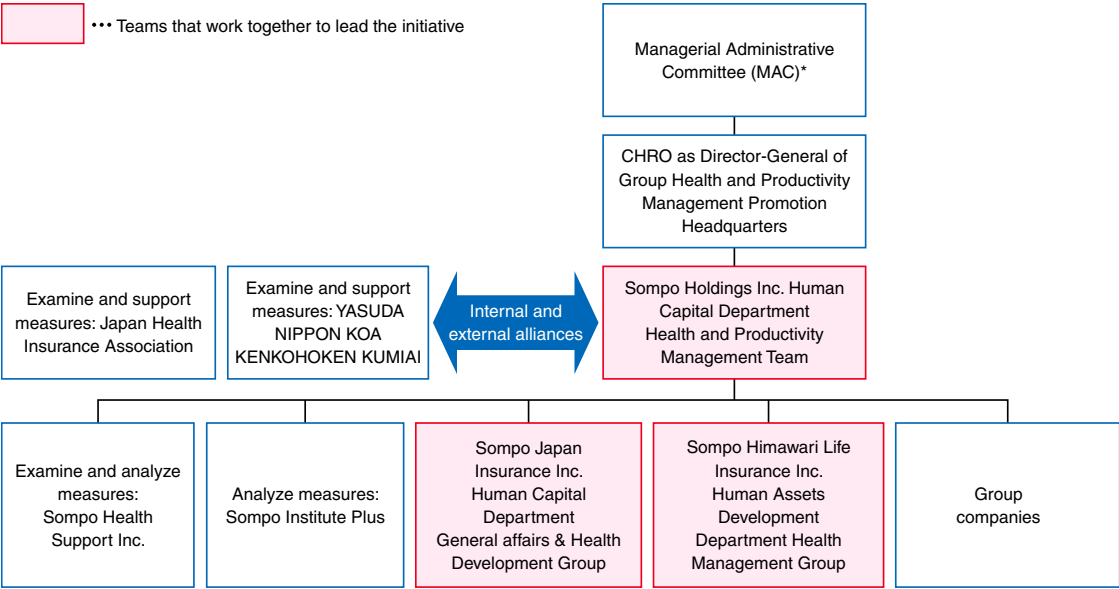 ••• Teams that work together to lead the initiative
Managerial Administrative
Committee (MAC)*
CHRO as Director-General of
Group Health and Productivity
Management Promotion
Headquarters
Examine and support
measures: Japan Health
Insurance Association
Examine and support
measures: YASUDA
NIPPON KOA
KENKOHOKEN KUMIAI
Internal and
external alliances
Sompo Holdings Inc. Human
Capital Department
Health and Productivity
Management Team
Examine and analyze
measures:
Sompo Health
Support Inc.
Analyze measures:
Sompo Institute Plus
Sompo Japan
Insurance Inc.
Human Capital
Department
General affairs & Health
Development Group
Sompo Himawari Life
Insurance Inc.
Human Assets
Development
Department Health
Management Group
Group
companies